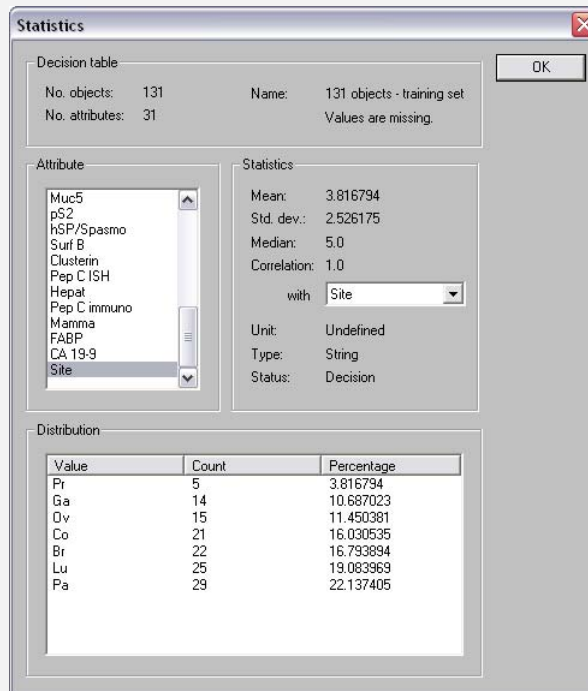 Statistics
Decision table
OK
No. objects: 131
Name: 131 objects - training set
No. attributes: 31
Values are missing.
Attribute
Muc5
pS2
hSP/Spasmo
Surf B
Clusterin
Pep C ISH
Hepat
Pep C immuno
Mamma
FABP
CA 19-9
Site
Statistics
Mean: 3.816794
Std. dev.: 2.526175
Median: 5.0
Correlation: 1.0
with Site
Unit: Undefined
Type: String
Status: Decision
Distribution
Value Count Percentage
Pr 5 3.816794
Ga 14 10.687023
Ov 15 11.450381
Co 21 16.030535
Br 22 16.793894
Lu 25 19.083969
Pa 29 22.137405